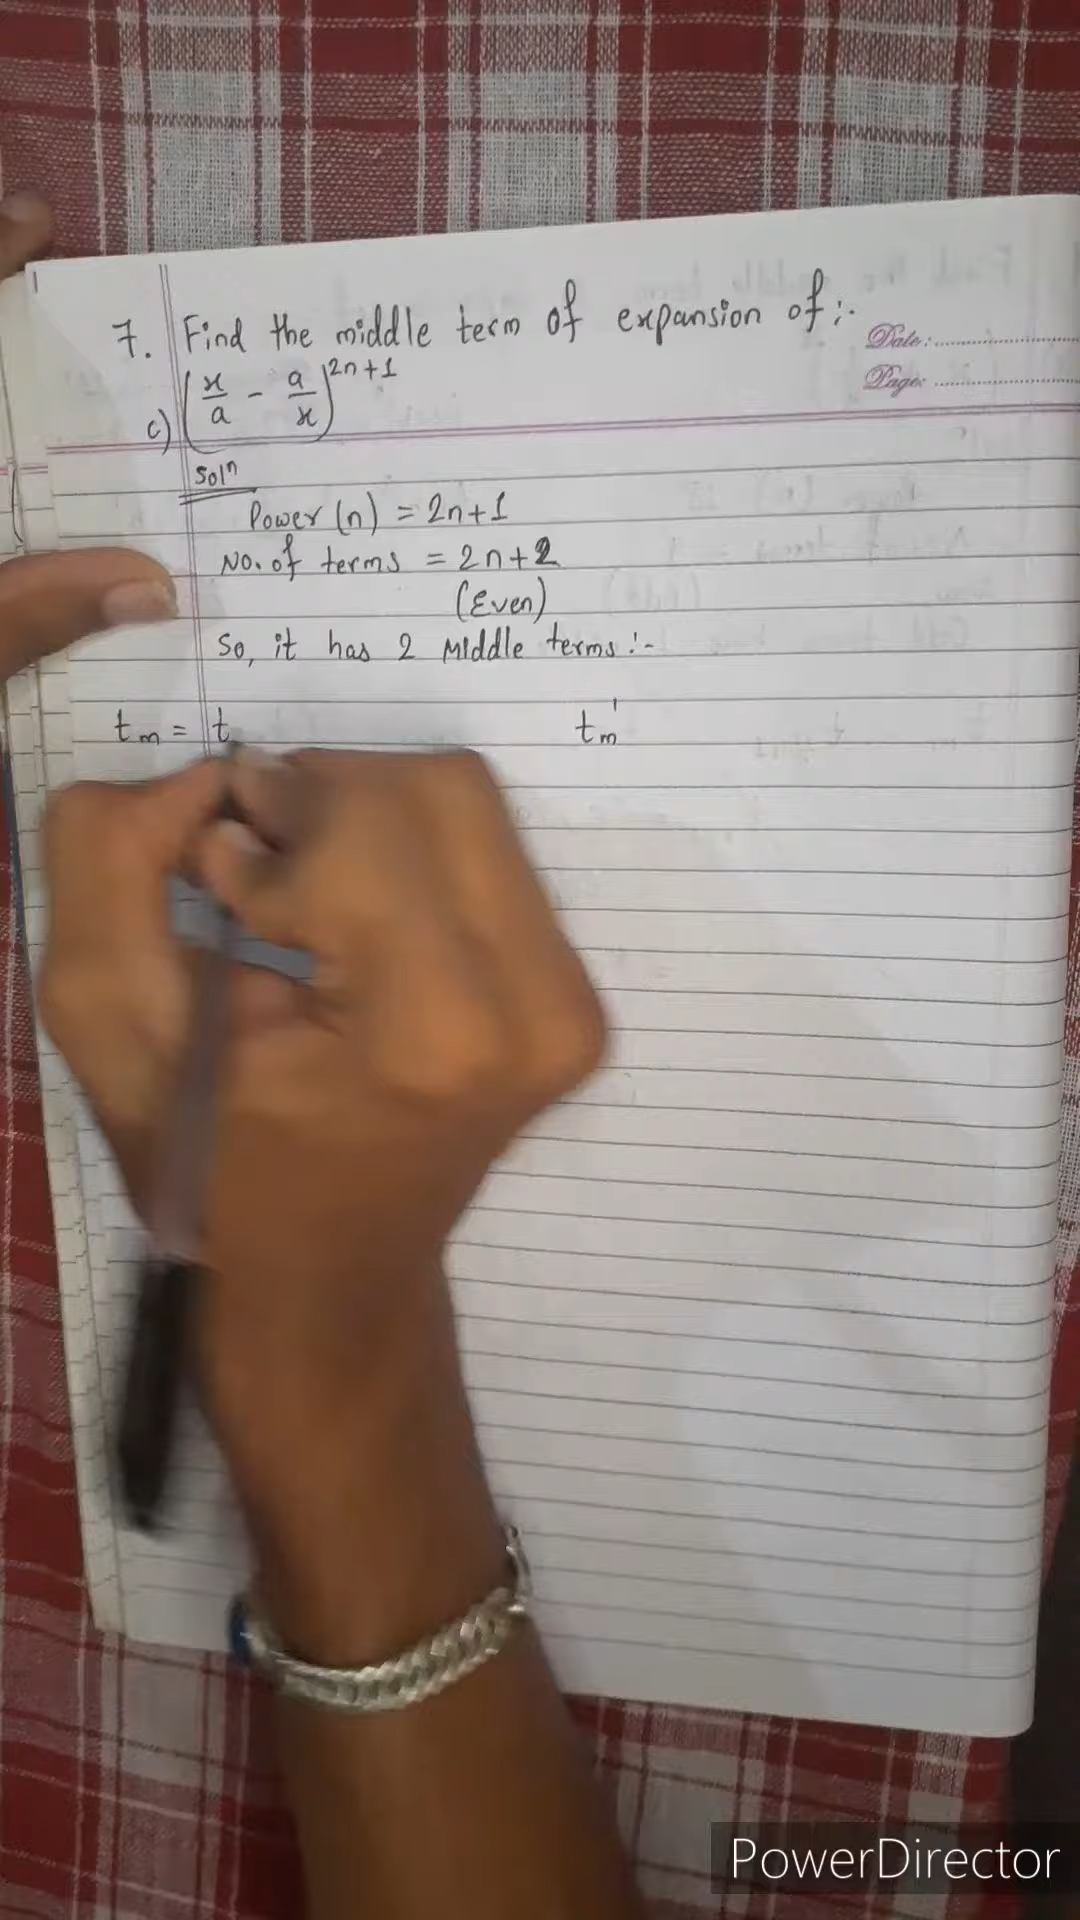 7. Find the middle term of expansion of :-
c) (x/a - a/x)^2n+1
Date:
Page:
Solⁿ
Power (n) = 2n+1
No. of terms = 2n+2
(Even)
So, it has 2 Middle terms :-
tₘ = t
tₘ'
PowerDirector